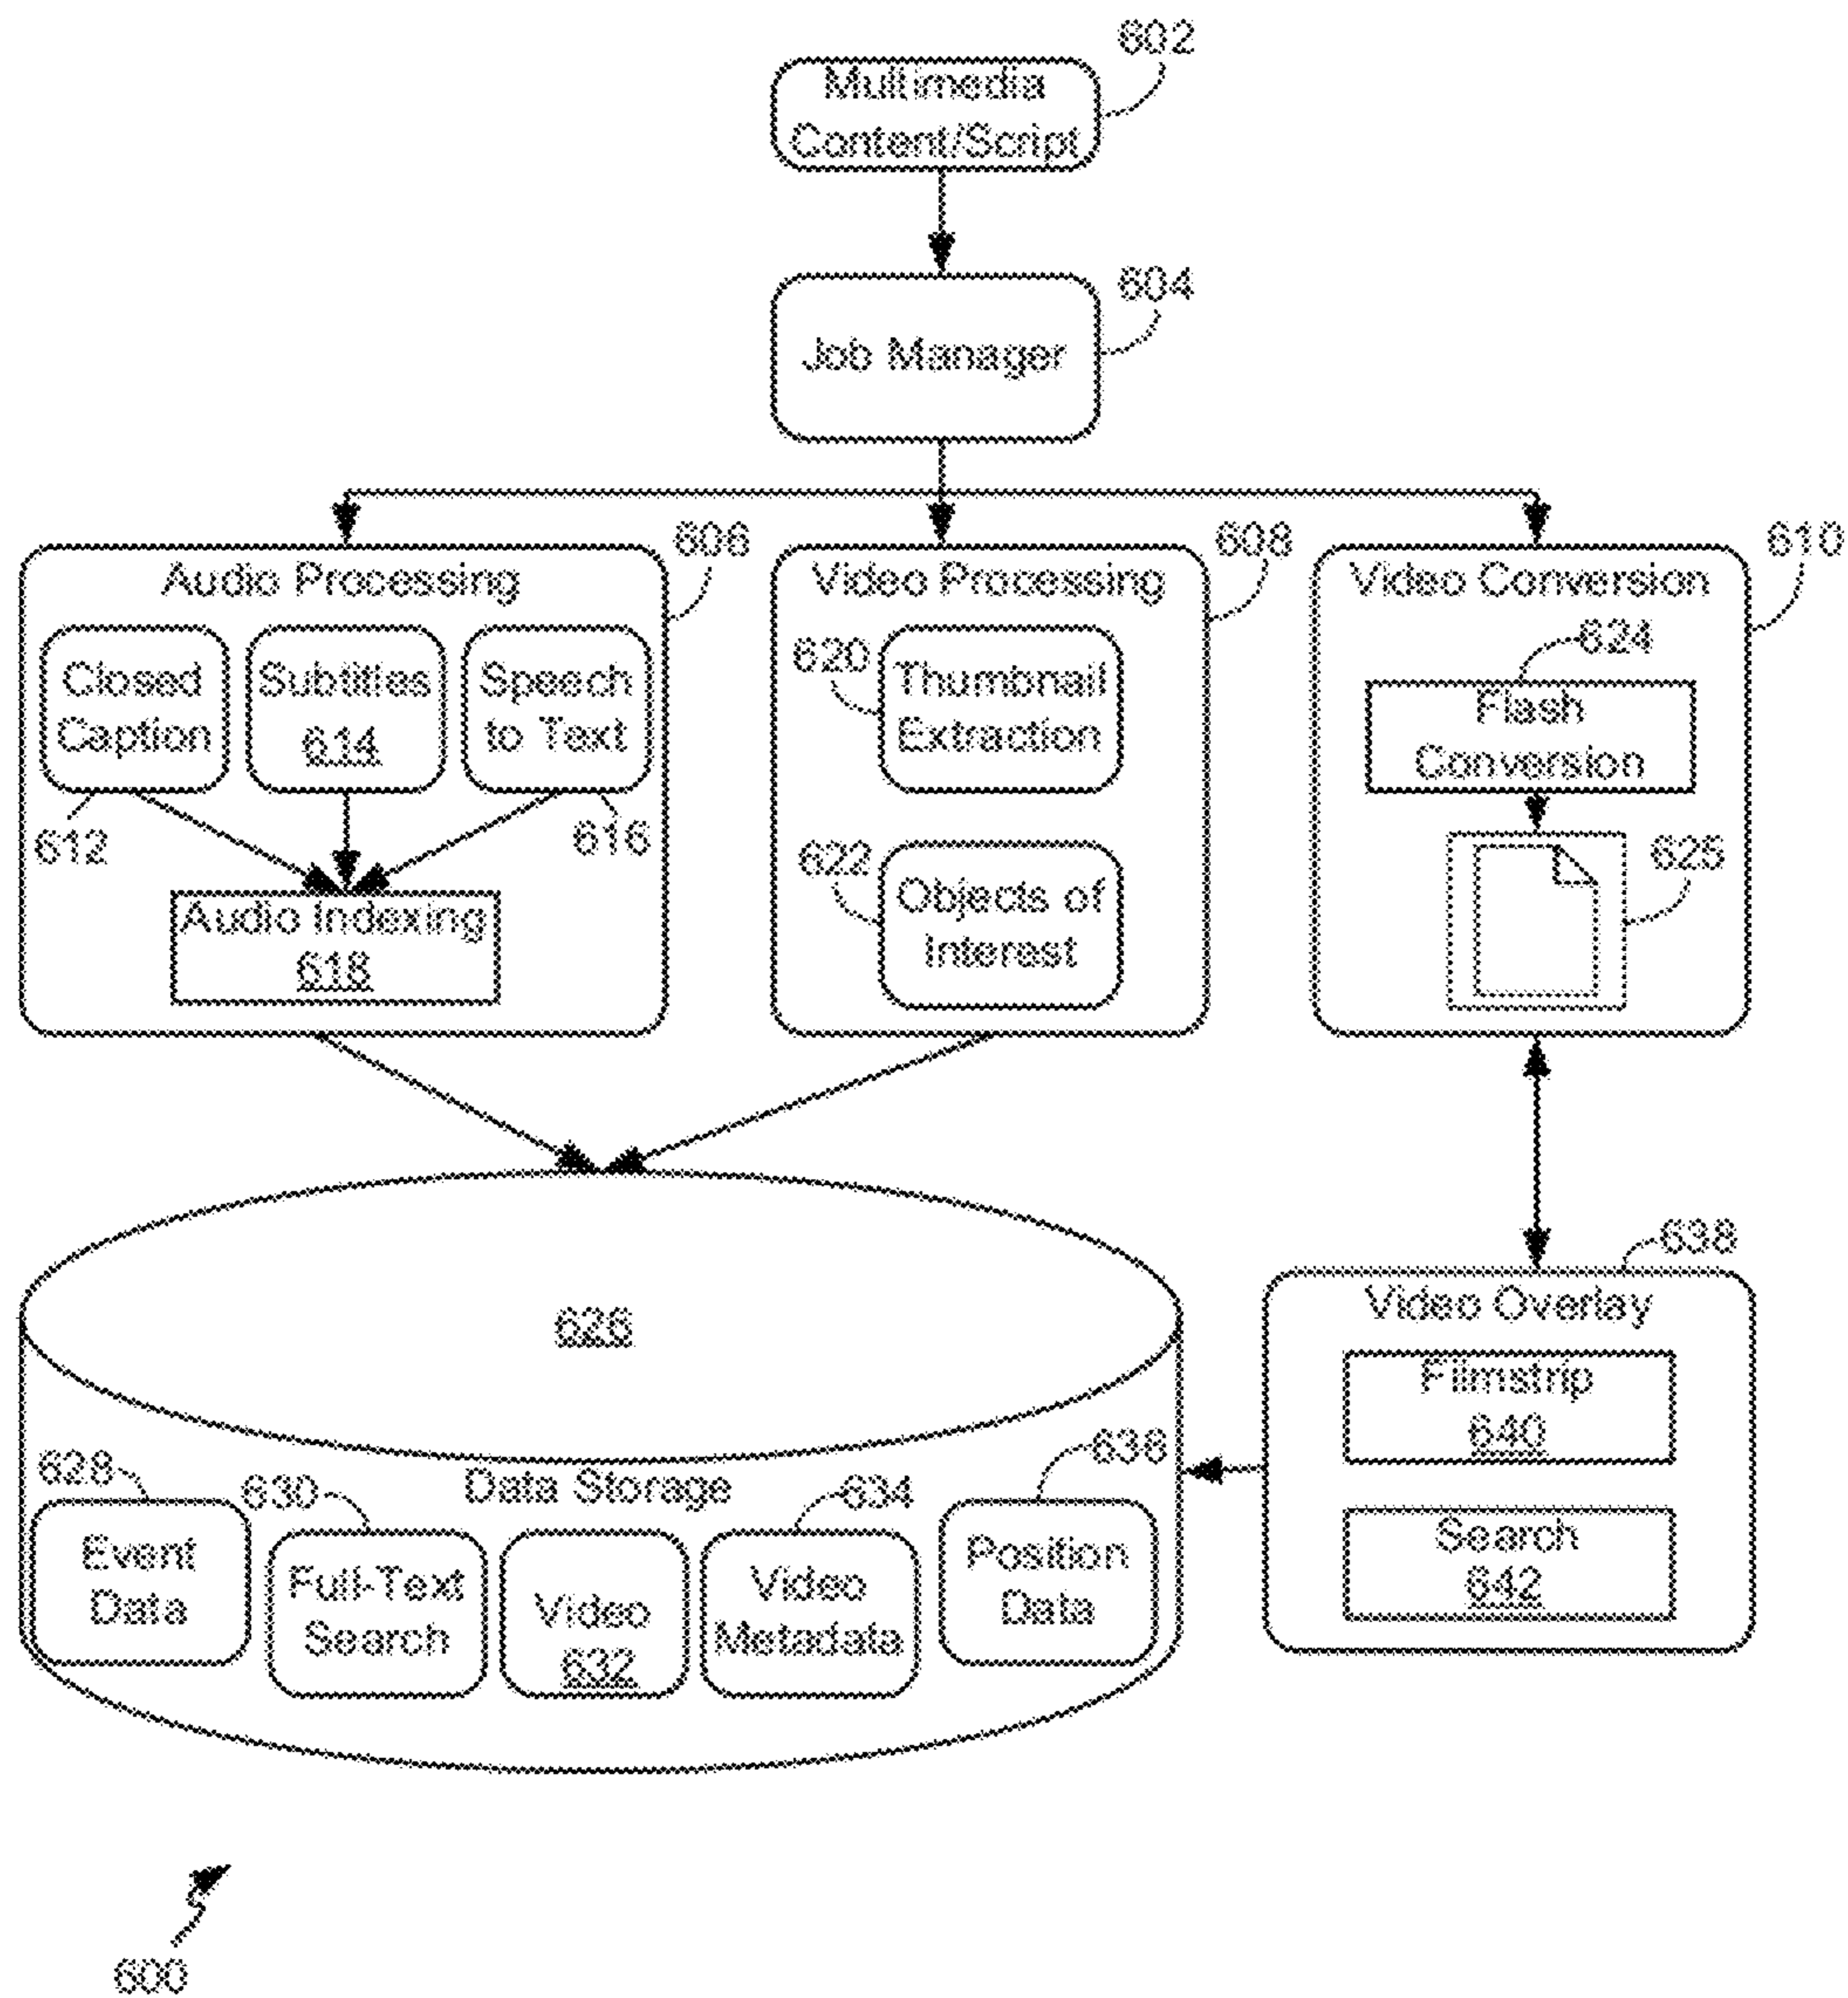 602
Multimedia
Content/Script
604
Job Manager
606
Audio Processing
Closed
Caption
612
Subtitles
614
Speech
to Text
616
Audio Indexing
618
608
Video Processing
620
Thumbnail
Extraction
622
Objects of
Interest
610
Video Conversion
624
Flash
Conversion
625
626
Data Storage
628
Event
Data
630
Full-Text
Search
Video
632
634
Video
Metadata
636
Position
Data
638
Video Overlay
Filmstrip
640
Search
642
600